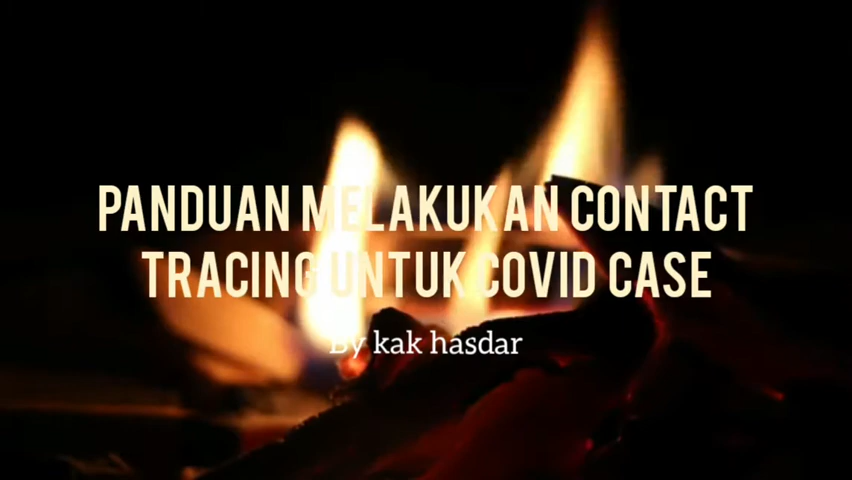 PANDUAN MELAKUKAN CONTACT
TRACING UNTUK COVID CASE
By kak hasdar